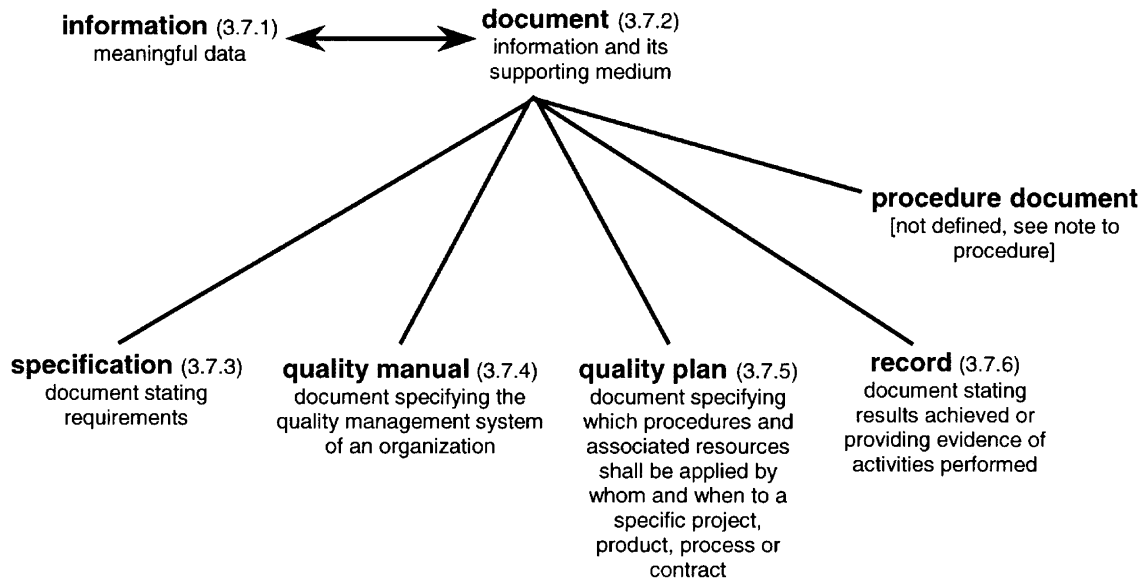 information (3.7.1)
meaningful data
document (3.7.2)
information and its
supporting medium
procedure document
[not defined, see note to
procedure]
specification (3.7.3)
document stating
requirements
quality manual (3.7.4)
document specifying the
quality management system
of an organization
quality plan (3.7.5)
document specifying
which procedures and
associated resources
shall be applied by
whom and when to a
specific project,
product, process or
contract
record (3.7.6)
document stating
results achieved or
providing evidence of
activities performed